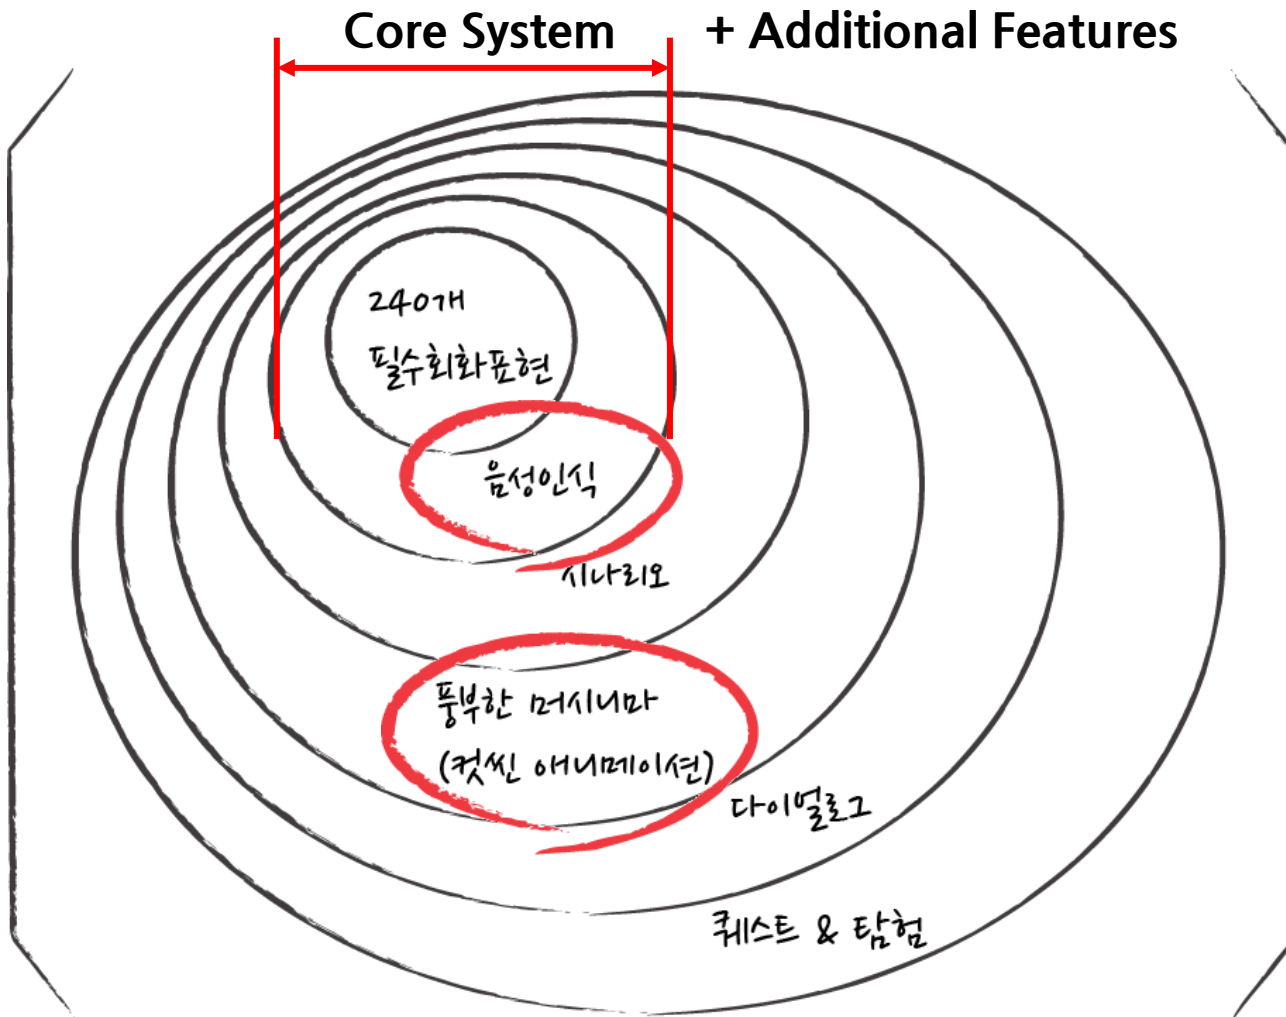 Core System
+ Additional Features
240개
필수회화표현
음성인식
시나리오
풍부한 머시니마
(컷씬 애니메이션)
다이얼로그
퀘스트 & 탐험